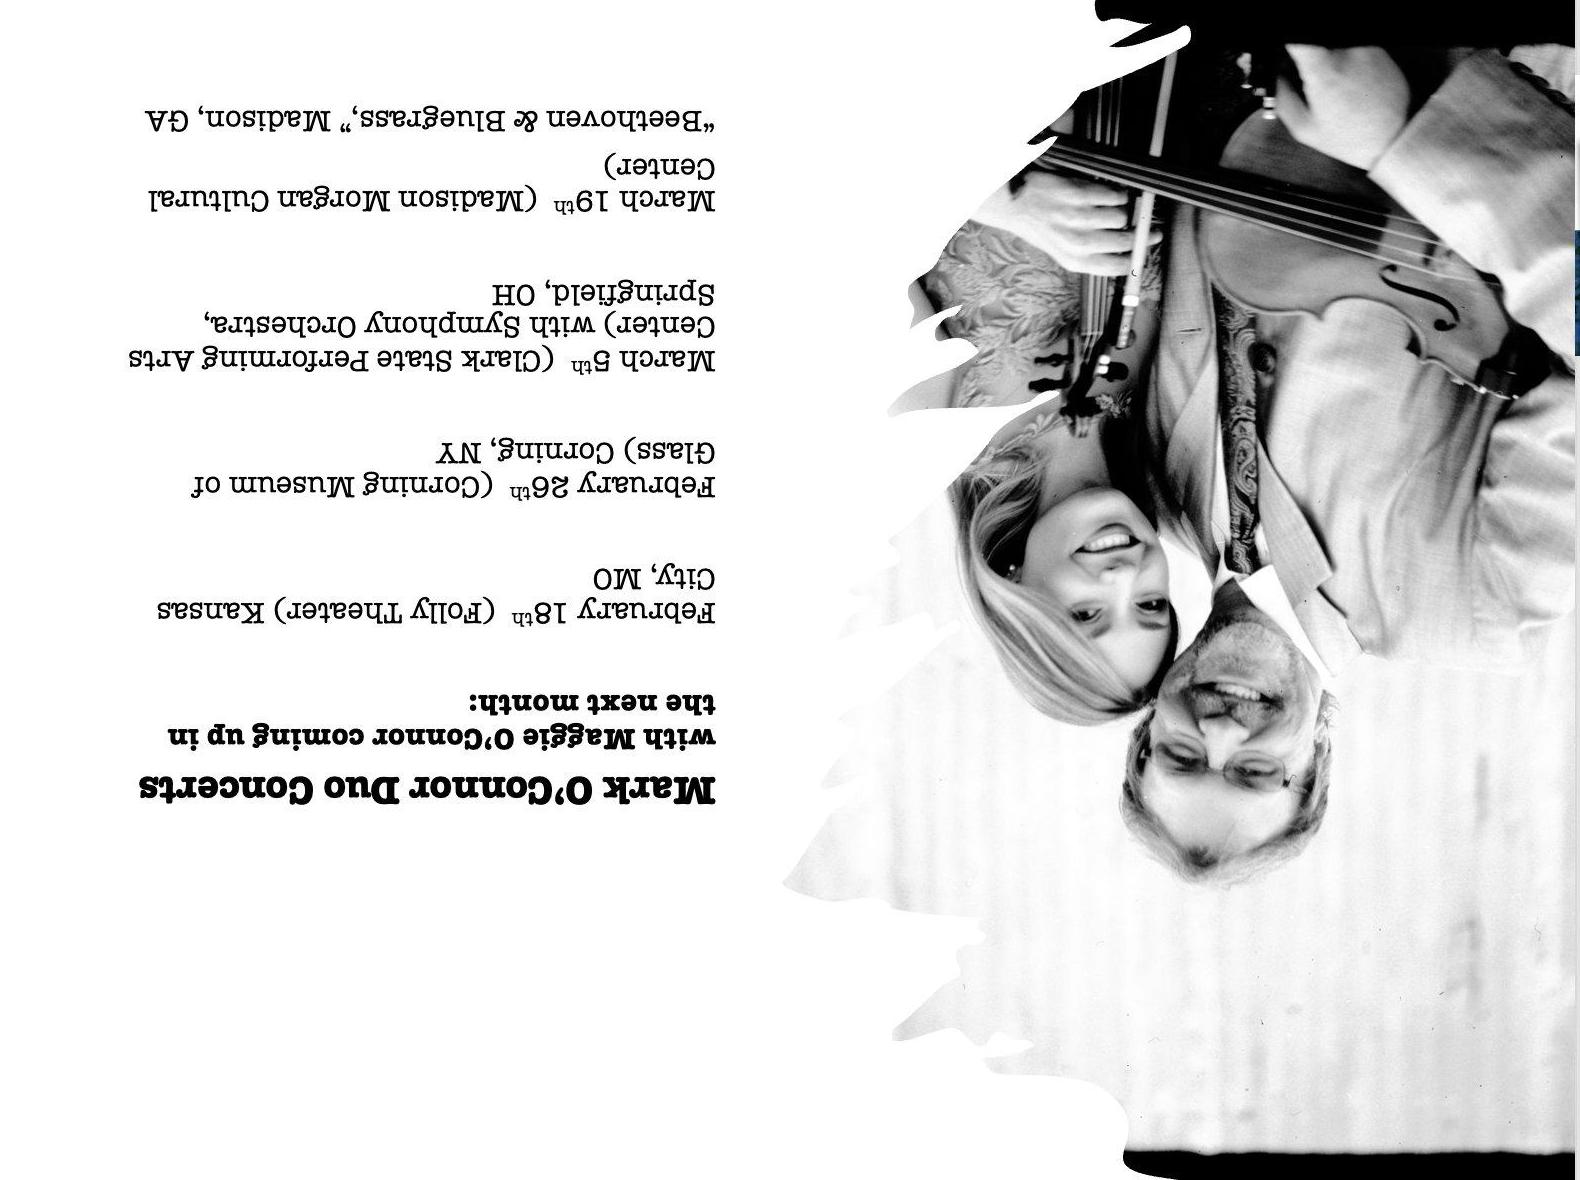 Mark O'Connor Duo Concerts
with Maggie O'Connor coming up in
the next month:
February 18th (Folly Theater) Kansas
City, MO
February 26th (Corning Museum of
Glass) Corning, NY
March 5th (Clark State Performing Arts
Center) with Symphony Orchestra,
Springfield, OH
March 19th (Madison Morgan Cultural
Center)
“Beethoven & Bluegrass,” Madison, GA